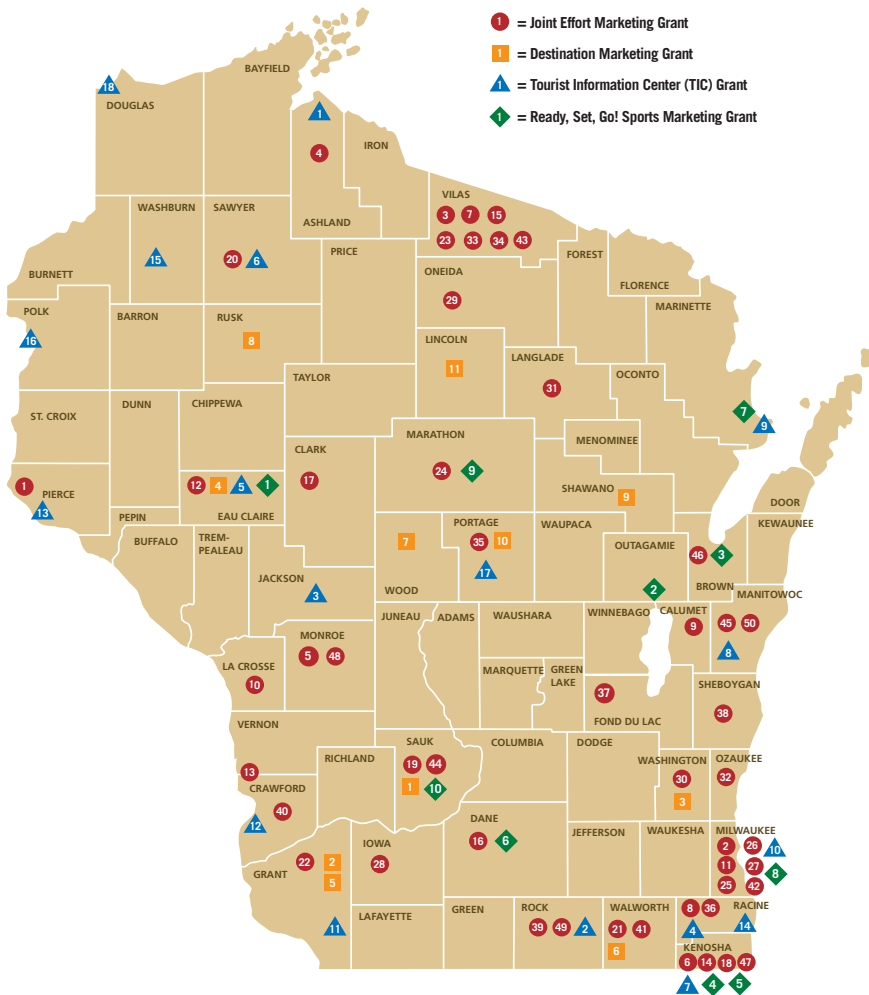 1 = Joint Effort Marketing Grant
1 = Destination Marketing Grant
1 = Tourist Information Center (TIC) Grant
1 = Ready, Set, Go! Sports Marketing Grant
BAYFIELD
18
DOUGLAS
1
4
IRON
ASHLAND
VILAS
3 7 15
23 33 34 43
WASHBURN
15
SAWYER
20 6
PRICE
FOREST
FLORENCE
BURNETT
ONEIDA
29
MARINETTE
POLK
16
BARRON
RUSK
8
LINCOLN
11
LANGLADE
31
OCONTO
TAYLOR
7
9
ST. CROIX
DUNN
CHIPPEWA
MARATHON
24 9
MENOMINEE
CLARK
17
1
PIERCE
13
12 4 5 1
EAU CLAIRE
SHAWANO
9
DOOR
PEPIN
BUFFALO
TREM-
PEALEAU
7
WOOD
PORTAGE
35 10
17
WAUPACA
OUTAGAMIE
2
KEWAUNEE
46 3
BROWN
JACKSON
3
MANITOWOC
45 50
8
JUNEAU
ADAMS
WAUSHARA
WINNEBAGO
CALUMET
9
MONROE
5 48
LA CROSSE
10
MARQUETTE
GREEN
LAKE
37
FOND DU LAC
SHEBOYGAN
38
VERNON
13
RICHLAND
SAUK
19 44
1 10
COLUMBIA
DODGE
WASHINGTON
30
3
OZAUKEE
32
CRAWFORD
40
12
DANE
16 6
JEFFERSON
WAUKESHA
MILWAUKEE
2 26 10
11 27 8
25 42
22 2
GRANT 5
11
IOWA
28
LAFAYETTE
GREEN
ROCK
39 49 2
WALWORTH
21 41
6
RACINE
8 36
4 14
KENOSHA
6 14 18 47
7 4 5